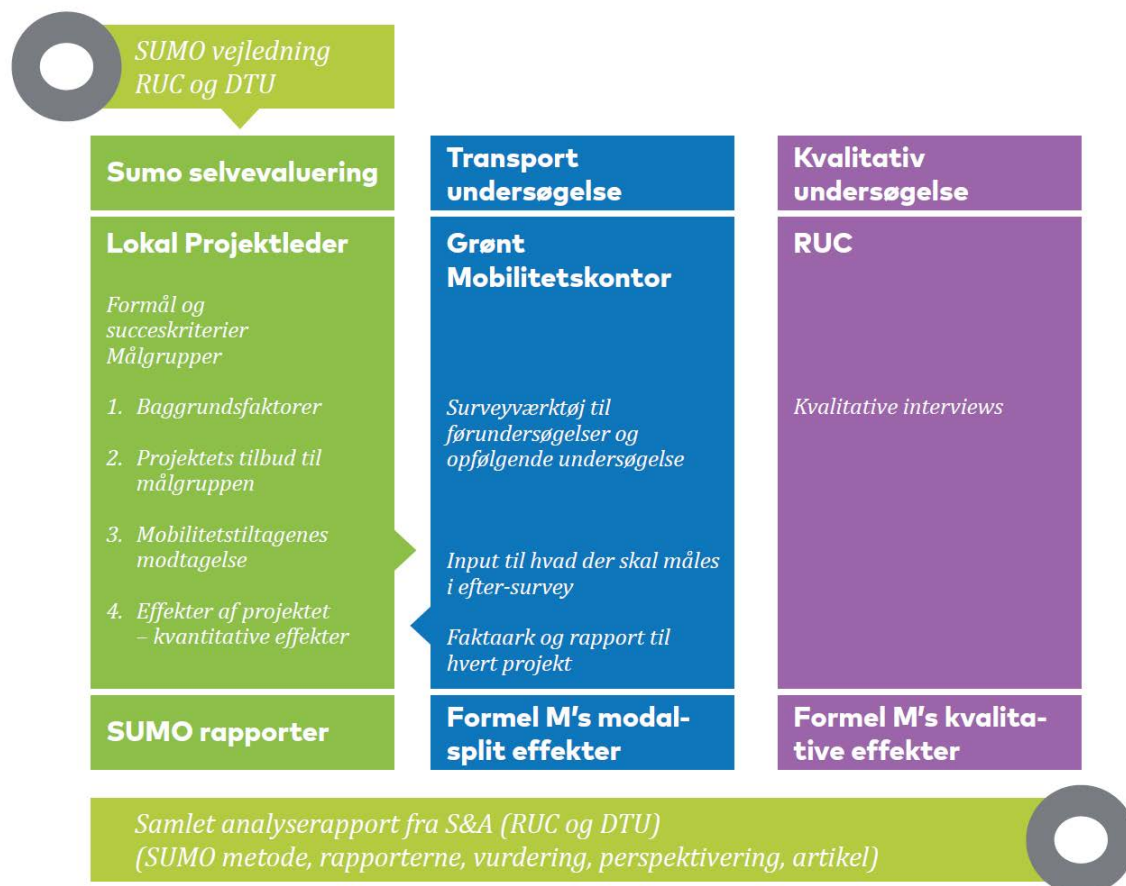 SUMO vejledning
RUC og DTU
Sumo selvevaluering
Lokal Projektleder
Formål og
succeskriterier
Målgrupper
1. Baggrundsfaktorer
2. Projektets tilbud til
målgruppen
3. Mobilitetstiltagenes
modtagelse
4. Effekter af projektet
– kvantitative effekter
SUMO rapporter
Transport
undersøgelse
Grønt
Mobilitetskontor
Surveyværktøj til
førundersøgelser og
opfølgende undersøgelse
Input til hvad der skal måles
i efter-survey
Faktaark og rapport til
hvert projekt
Formel M's modal-
split effekter
Kvalitativ
undersøgelse
RUC
Kvalitative interviews
Formel M's kvalita-
tive effekter
Samlet analyserapport fra S&A (RUC og DTU)
(SUMO metode, rapporterne, vurdering, perspektivering, artikel)